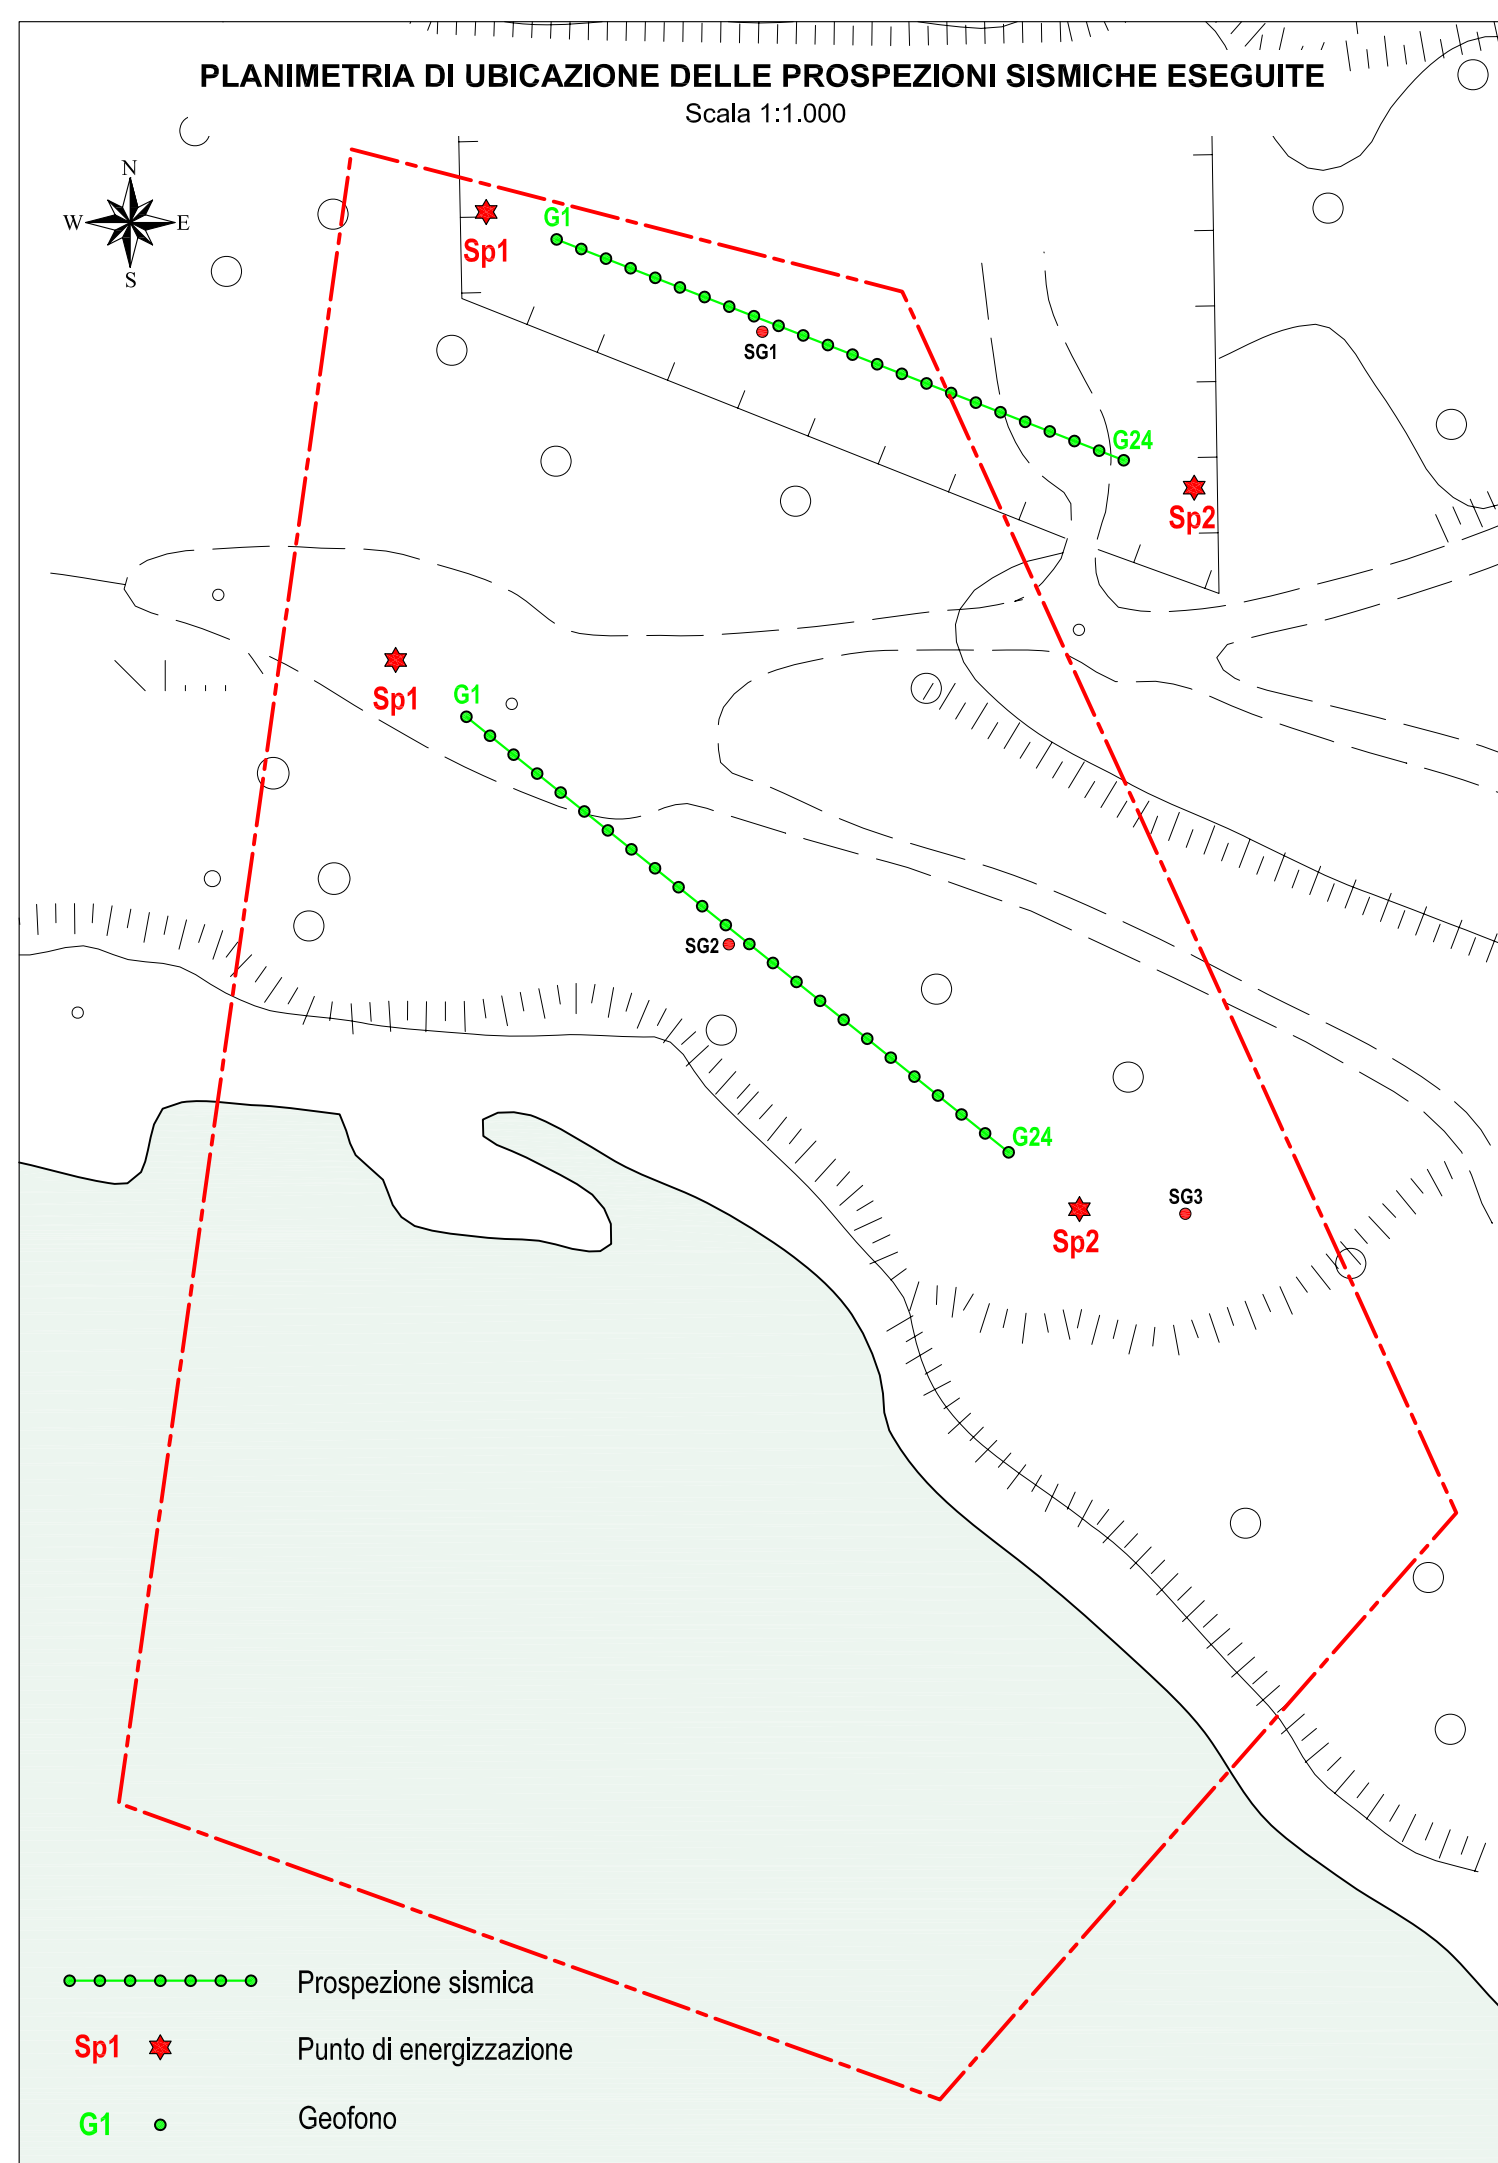 PLANIMETRIA DI UBICAZIONE DELLE PROSPEZIONI SISMICHE ESEGUITE
Scala 1:1.000
N
W
E
S
Sp1
G1
SG1
G24
Sp2
Sp1
G1
SG2
G24
SG3
Sp2
Prospezione sismica
Sp1
Punto di energizzazione
G1
Geofono